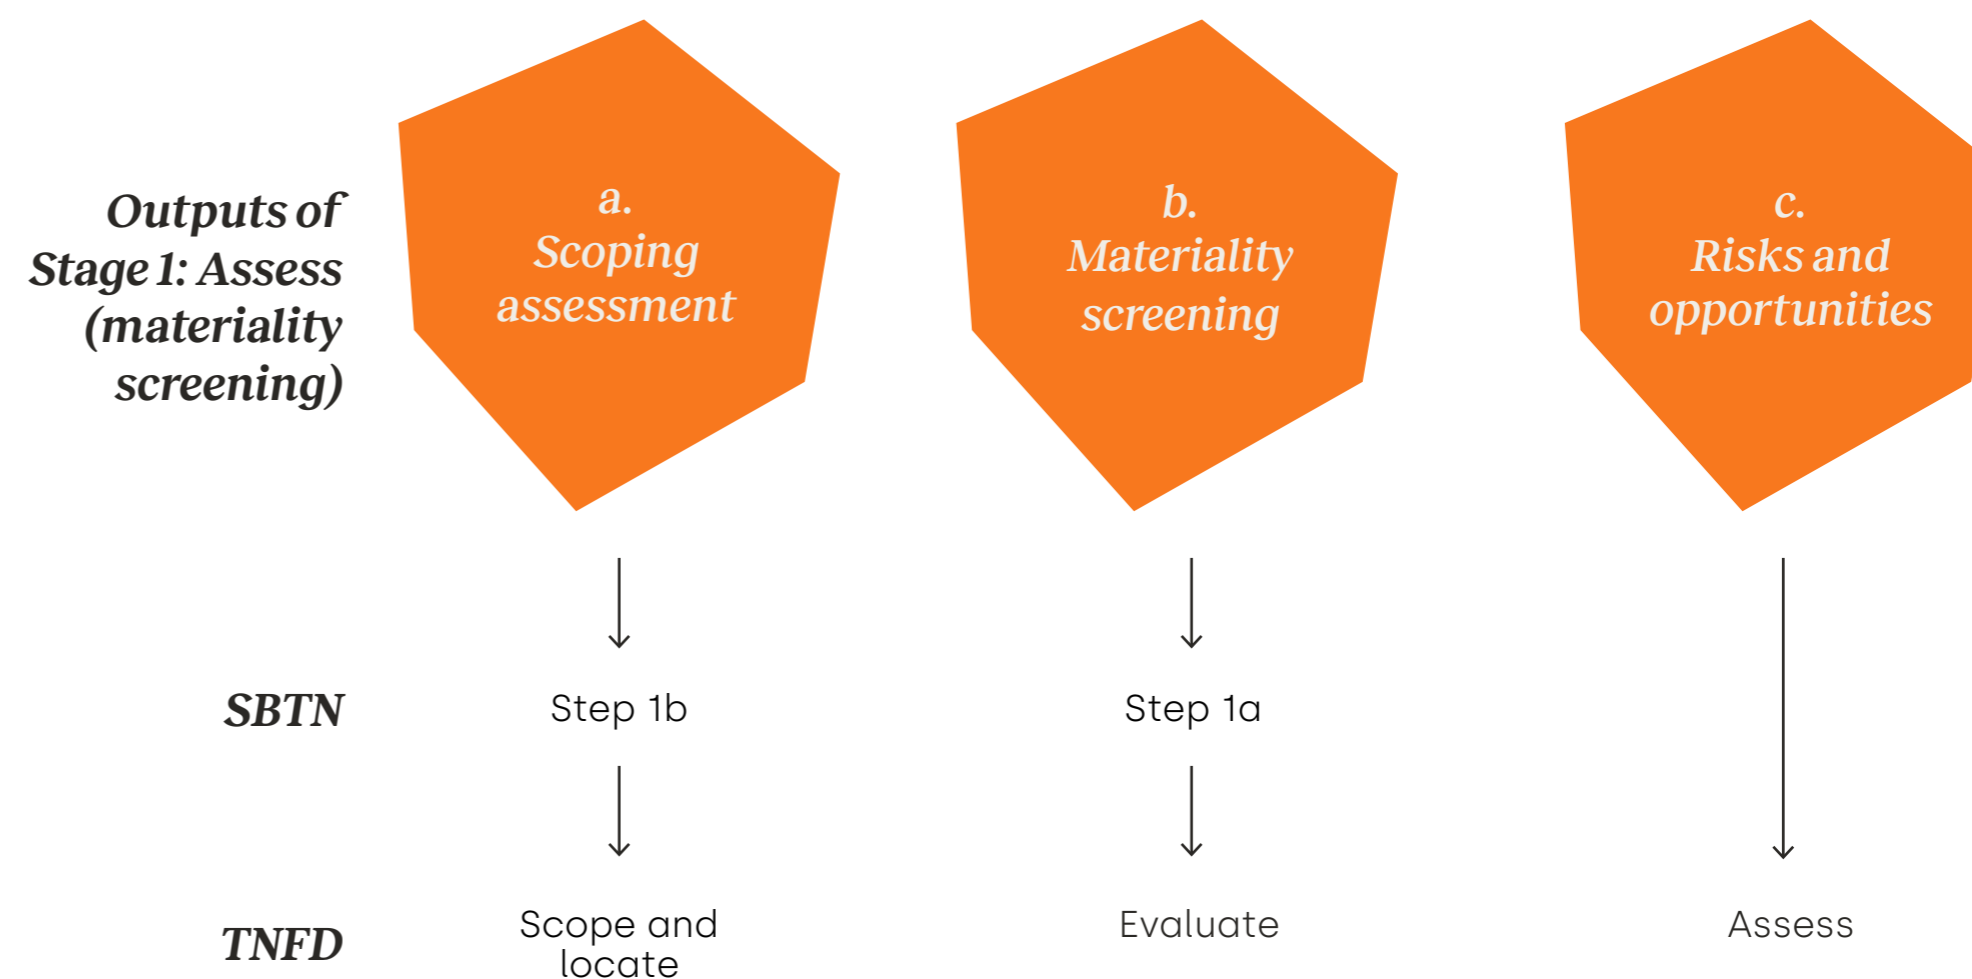 Outputs of
Stage 1: Assess
(materiality
screening)
a.
Scoping
assessment
b.
Materiality
screening
c.
Risks and
opportunities
SBTN
Step 1b
Step 1a
TNFD
Scope and
locate
Evaluate
Assess